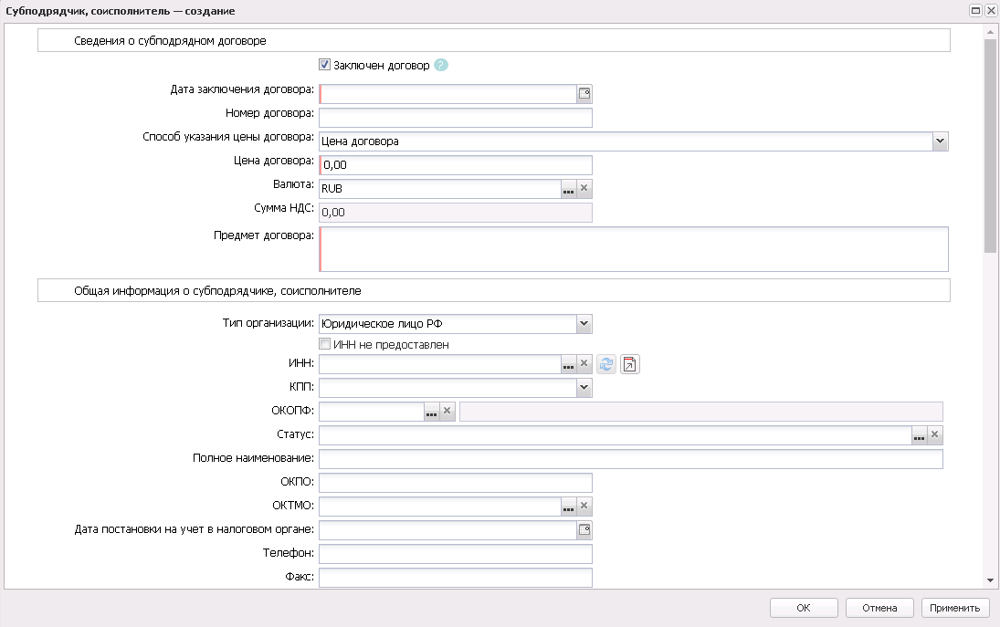 Субподрядчик, соисполнитель — создание
Сведения о субподрядном договоре
Заключен договор ?
Дата заключения договора:
Номер договора:
Способ указания цены договора: Цена договора
Цена договора: 0,00
Валюта: RUB ...
Сумма НДС: 0,00
Предмет договора:
Общая информация о субподрядчике, соисполнителе
Тип организации: Юридическое лицо РФ
ИНН не предоставлен
ИНН: ...
КПП:
ОКОПФ: ...
Статус: ...
Полное наименование:
ОКПО:
ОКТМО: ...
Дата постановки на учет в налоговом органе:
Телефон:
Факс:
ОК Отмена Применить